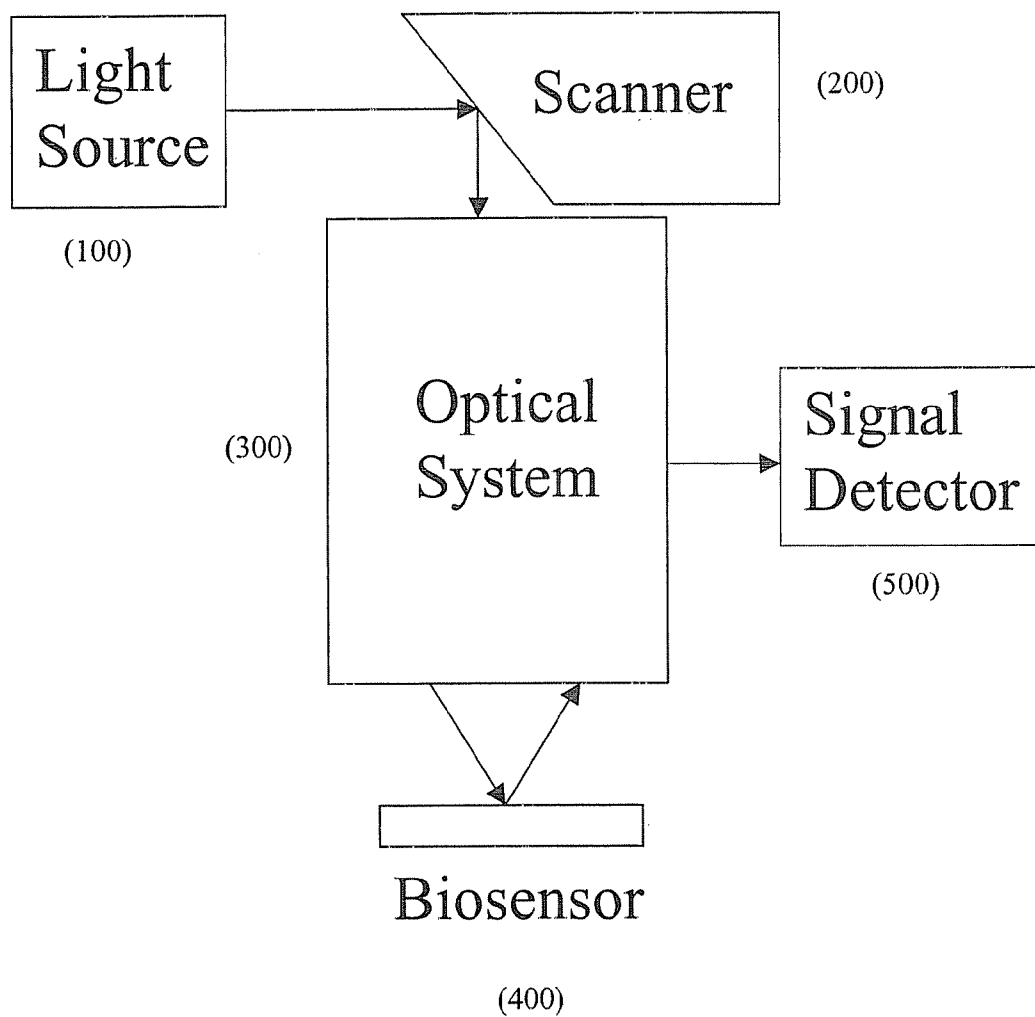 Light
Source
(100)
Scanner
(200)
Optical
System
(300)
Signal
Detector
(500)
Biosensor
(400)